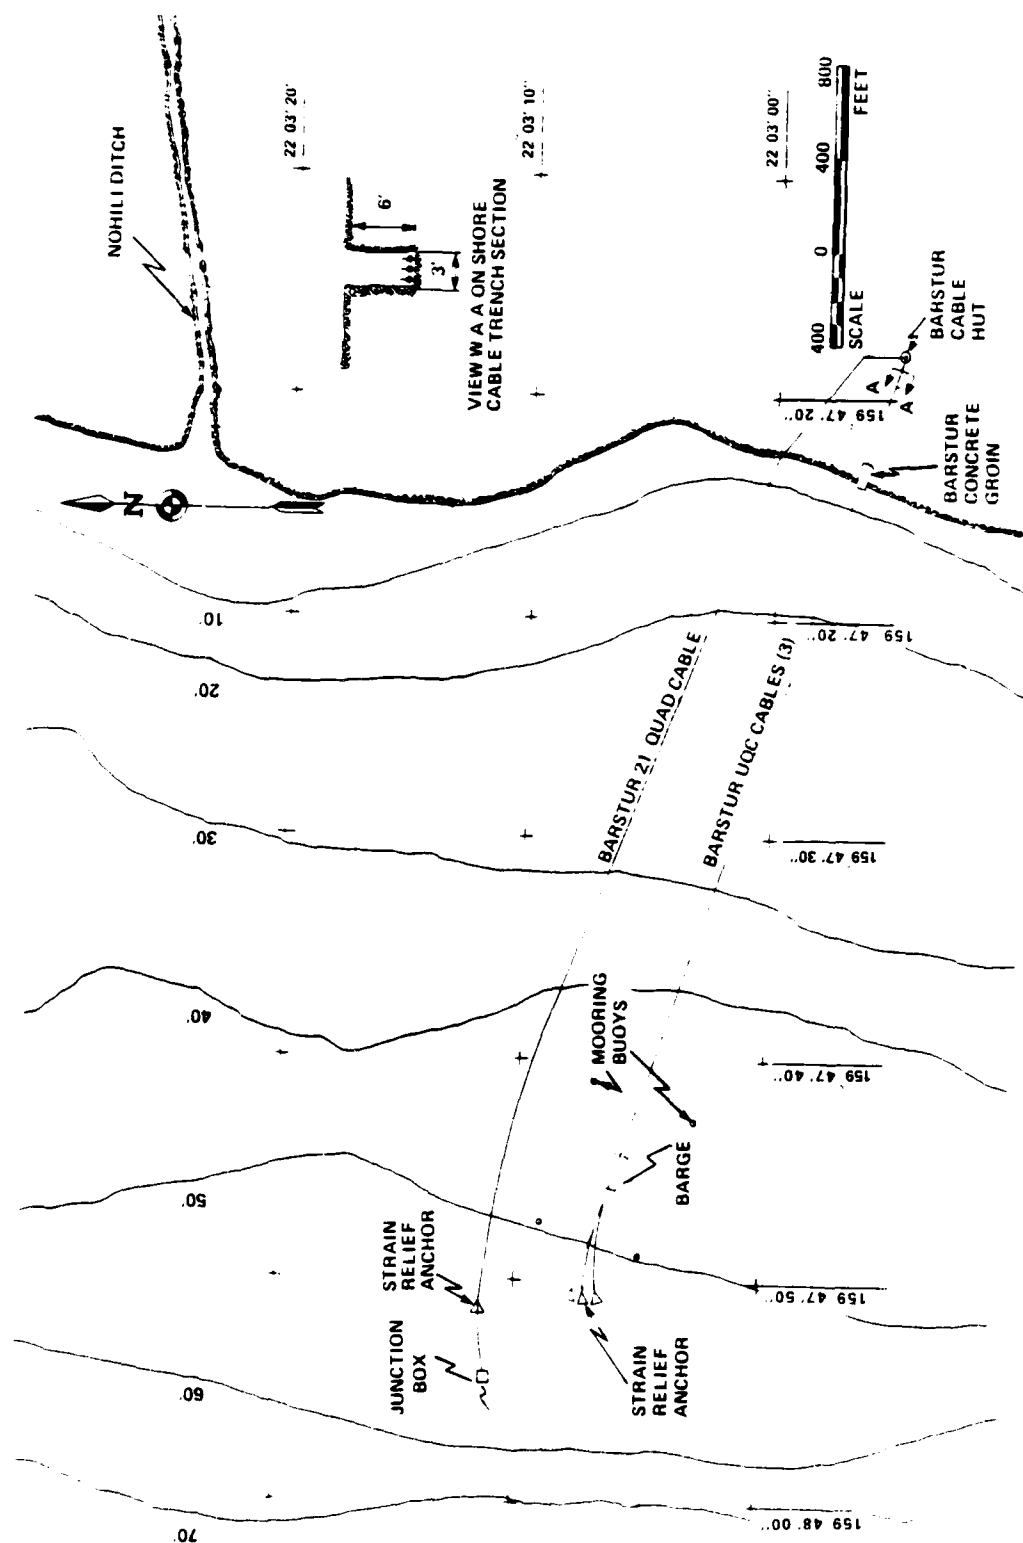 NOHILI DITCH
22 03' 20"
22 03' 10"
22 03' 00"
6'
3'
VIEW A A ON SHORE
CABLE TRENCH SECTION
800
400
0
400
FEET
SCALE
BARSTUR
CABLE
HUT
A
A
159 47' 20"
BARSTUR
CONCRETE
GROIN
N
10'
20'
30'
40'
50'
60'
70'
159 47' 20"
BARSTUR 21 QUAD CABLE
BARSTUR UQC CABLES (3)
159 47' 30"
MOORING
BUOYS
159 47' 40"
BARGE
STRAIN
RELIEF
ANCHOR
159 47' 50"
JUNCTION
BOX
STRAIN
RELIEF
ANCHOR
159 48' 00"